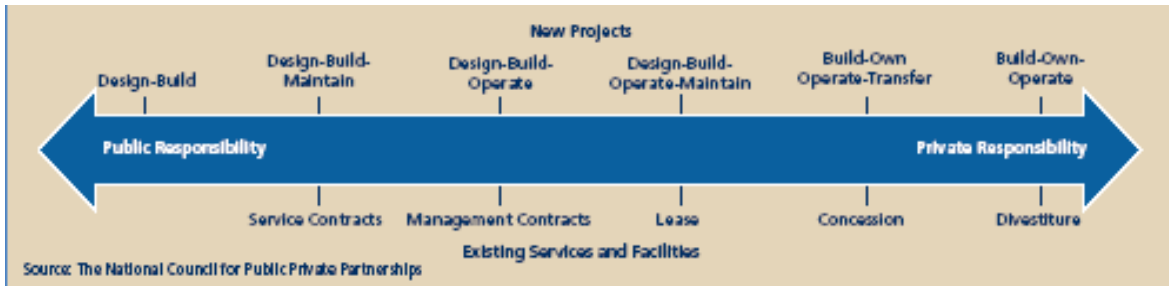 New Projects
Design-Build
Design-Build-
Maintain
Design-Build-
Operate
Design-Build-
Operate-Maintain
Build-Own
Operate-Transfer
Build-Own-
Operate
Public Responsibility
Private Responsibility
Service Contracts
Management Contracts
Lease
Concession
Divestiture
Existing Services and Facilities
Source: The National Council for Public Private Partnerships